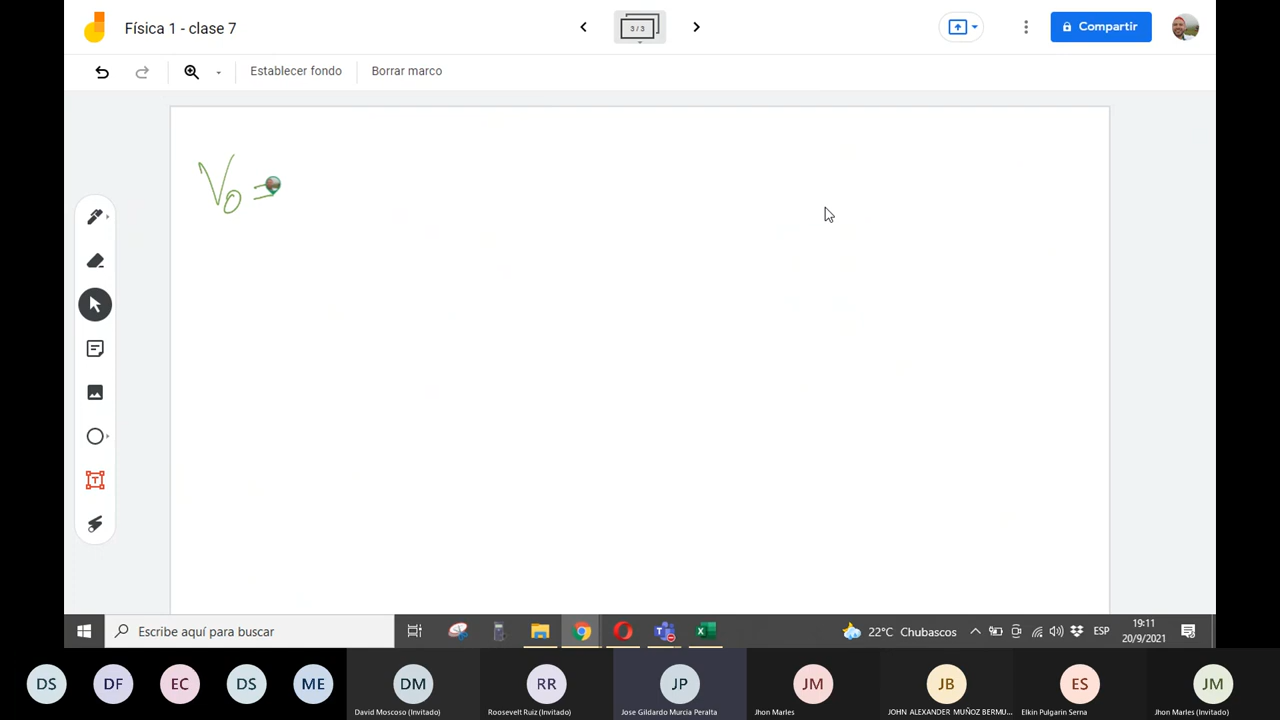 Física 1 - clase 7
3 / 3
Compartir
Establecer fondo
Borrar marco
V₀ =
T
Escribe aquí para buscar
22°C Chubascos
ESP
19:11
20/9/2021
DS
DF
EC
DS
ME
DM
RR
JP
JM
JB
ES
JM
David Moscoso (Invitado)
Roosevelt Ruiz (Invitado)
Jose Gildardo Murcia Peralta
Jhon Marles
JOHN ALEXANDER MUÑOZ BERMU...
Elkin Pulgarin Serna
Jhon Marles (Invitado)